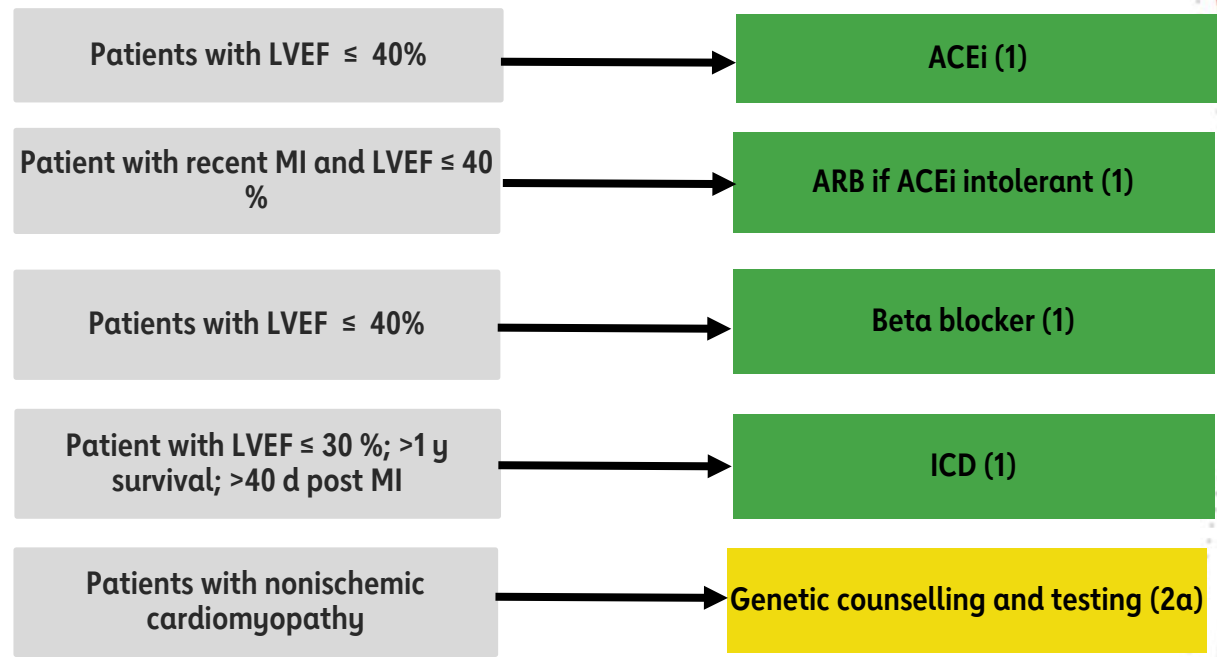 Patients with LVEF ≤ 40%
ACEi (1)
Patient with recent MI and LVEF ≤ 40
%
ARB if ACEi intolerant (1)
Patients with LVEF ≤ 40%
Beta blocker (1)
Patient with LVEF ≤ 30 %; >1 y
survival; >40 d post MI
ICD (1)
Patients with nonischemic
cardiomyopathy
Genetic counselling and testing (2a)